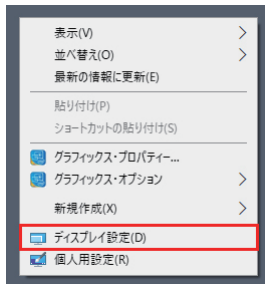 表示(V)
並べ替え(O)
最新の情報に更新(E)
貼り付け(P)
ショートカットの貼り付け(S)
グラフィックス・プロパティー...
グラフィックス・オプション
新規作成(X)
ディスプレイ設定(D)
個人用設定(R)